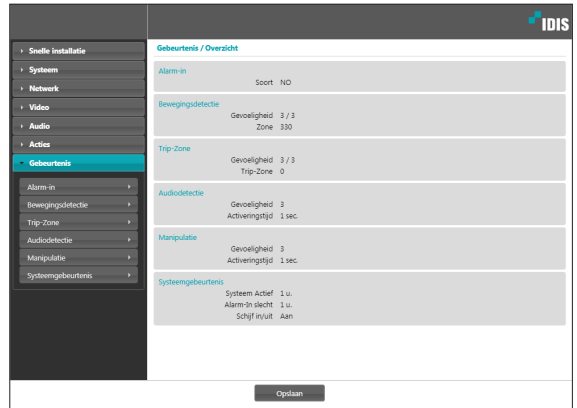 IDIS
Snelle installatie
Systeem
Netwerk
Video
Audio
Acties
Gebeurtenis
Alarm-in
Bewegingsdetectie
Trip-Zone
Audiodetectie
Manipulatie
Systeemgebeurtenis
Gebeurtenis / Overzicht
Alarm-in
Soort NO
Bewegingsdetectie
Gevoeligheid 3 / 3
Zone 330
Trip-Zone
Gevoeligheid 3 / 3
Trip-Zone 0
Audiodetectie
Gevoeligheid 3
Activeringstijd 1 sec.
Manipulatie
Gevoeligheid 3
Activeringstijd 1 sec.
Systeemgebeurtenis
Systeem Actief 1 u.
Alarm-In slecht 1 u.
Schijf in/uit Aan
Opslaan